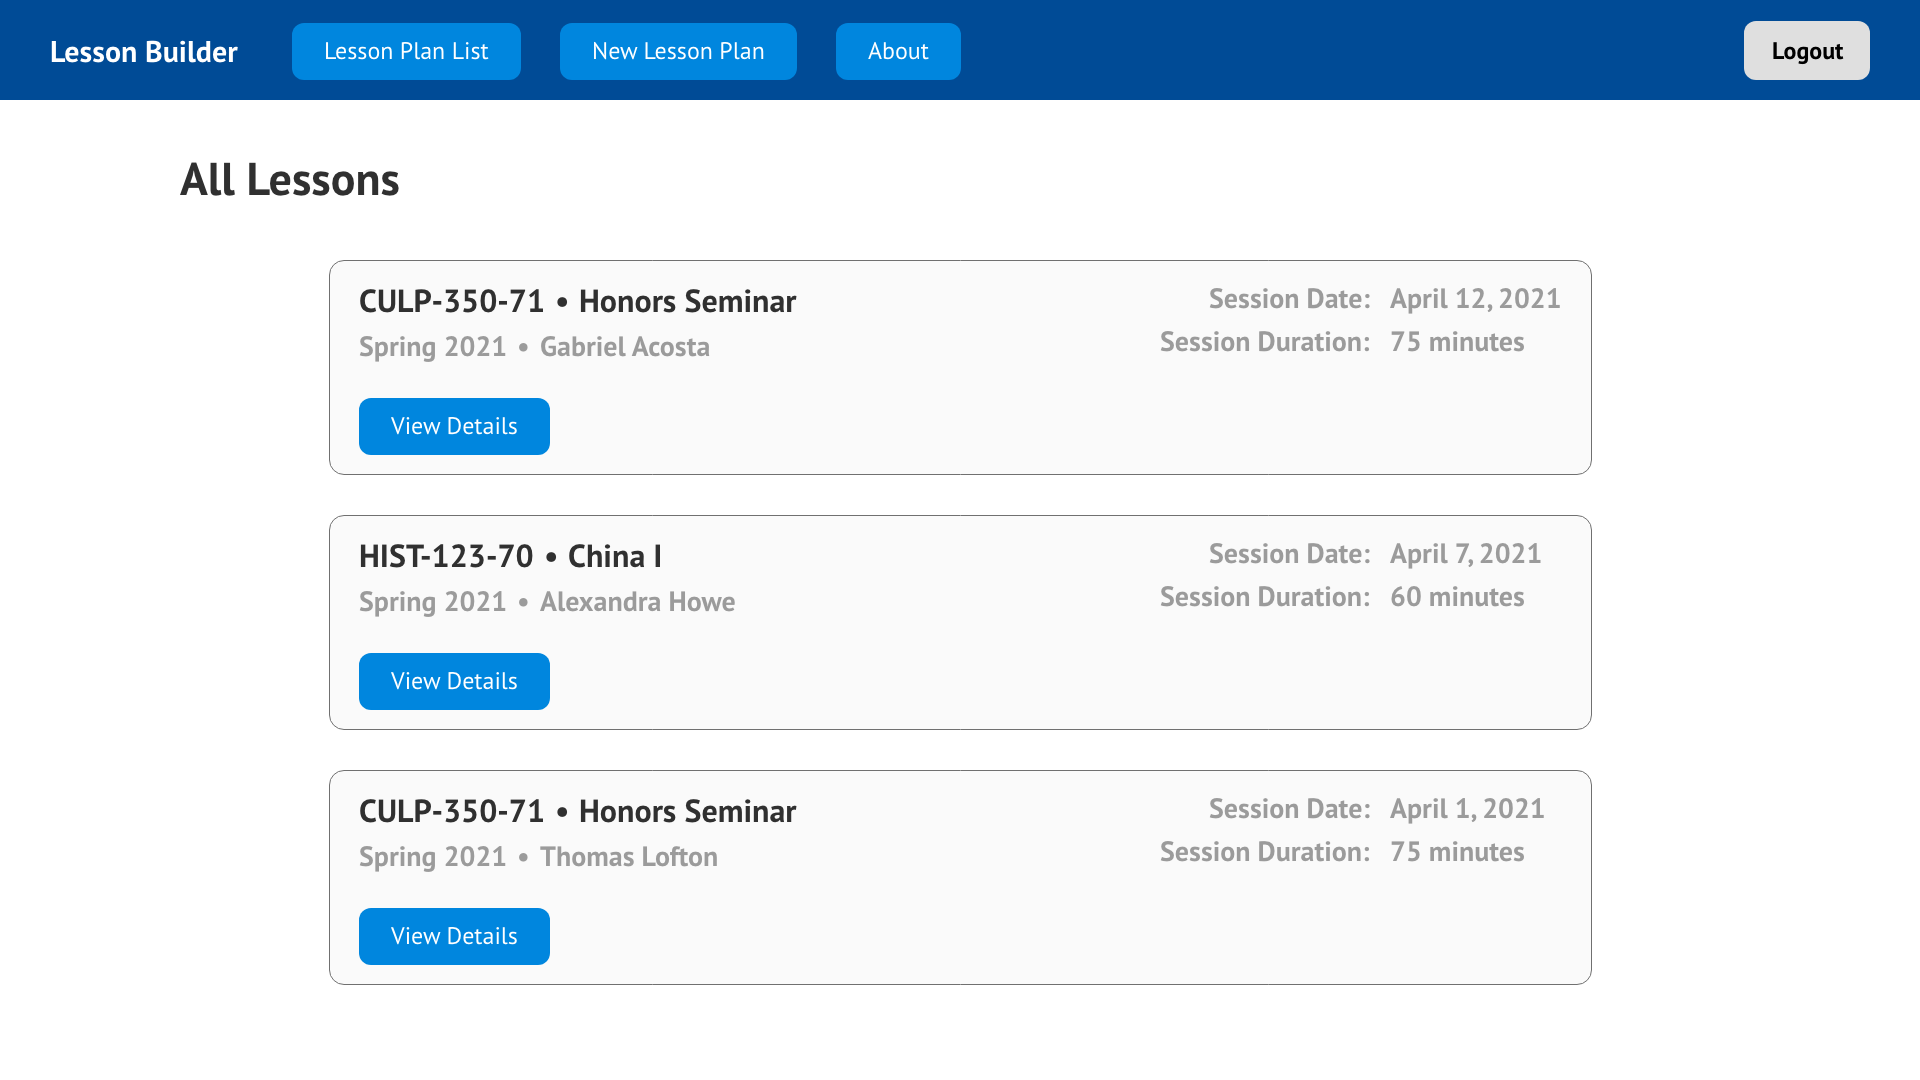 Lesson Builder Lesson Plan List New Lesson Plan About Logout
All Lessons
CULP-350-71 • Honors Seminar Session Date: April 12, 2021
Spring 2021 • Gabriel Acosta Session Duration: 75 minutes
View Details
HIST-123-70 • China I Session Date: April 7, 2021
Spring 2021 • Alexandra Howe Session Duration: 60 minutes
View Details
CULP-350-71 • Honors Seminar Session Date: April 1, 2021
Spring 2021 • Thomas Lofton Session Duration: 75 minutes
View Details